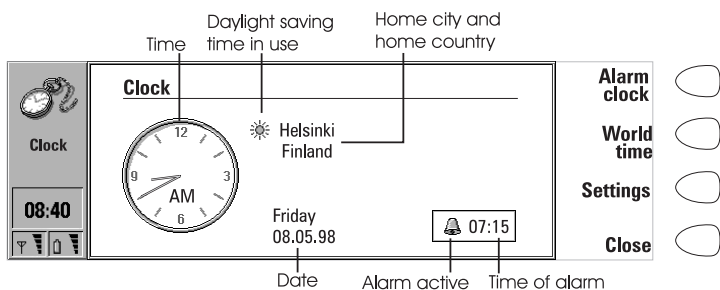 Time
Daylight saving
time in use
Home city and
home country
Clock
08:40
Clock
12
3
6
9
AM
Helsinki
Finland
Friday
08.05.98
07:15
Alarm
clock
World
time
Settings
Close
Date
Alarm active
Time of alarm